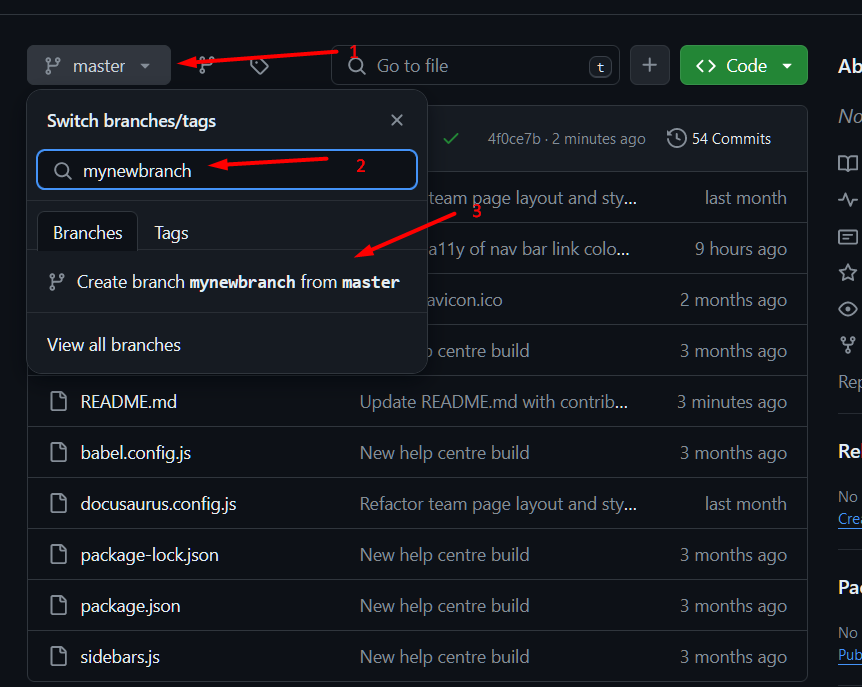 master
1
Go to file
t
Code
Ab
Switch branches/tags
No
4f0ce7b · 2 minutes ago
54 Commits
mynewbranch
2
team page layout and sty...
last month
3
Branches
Tags
a11y of nav bar link colo...
9 hours ago
Create branch mynewbranch from master
avicon.ico
2 months ago
View all branches
centre build
3 months ago
Rep
README.md
Update README.md with contrib...
3 minutes ago
babel.config.js
New help centre build
3 months ago
Re
docusaurus.config.js
Refactor team page layout and sty...
last month
No
Crea
package-lock.json
New help centre build
3 months ago
package.json
New help centre build
3 months ago
Pa
No
sidebars.js
New help centre build
3 months ago
Pub